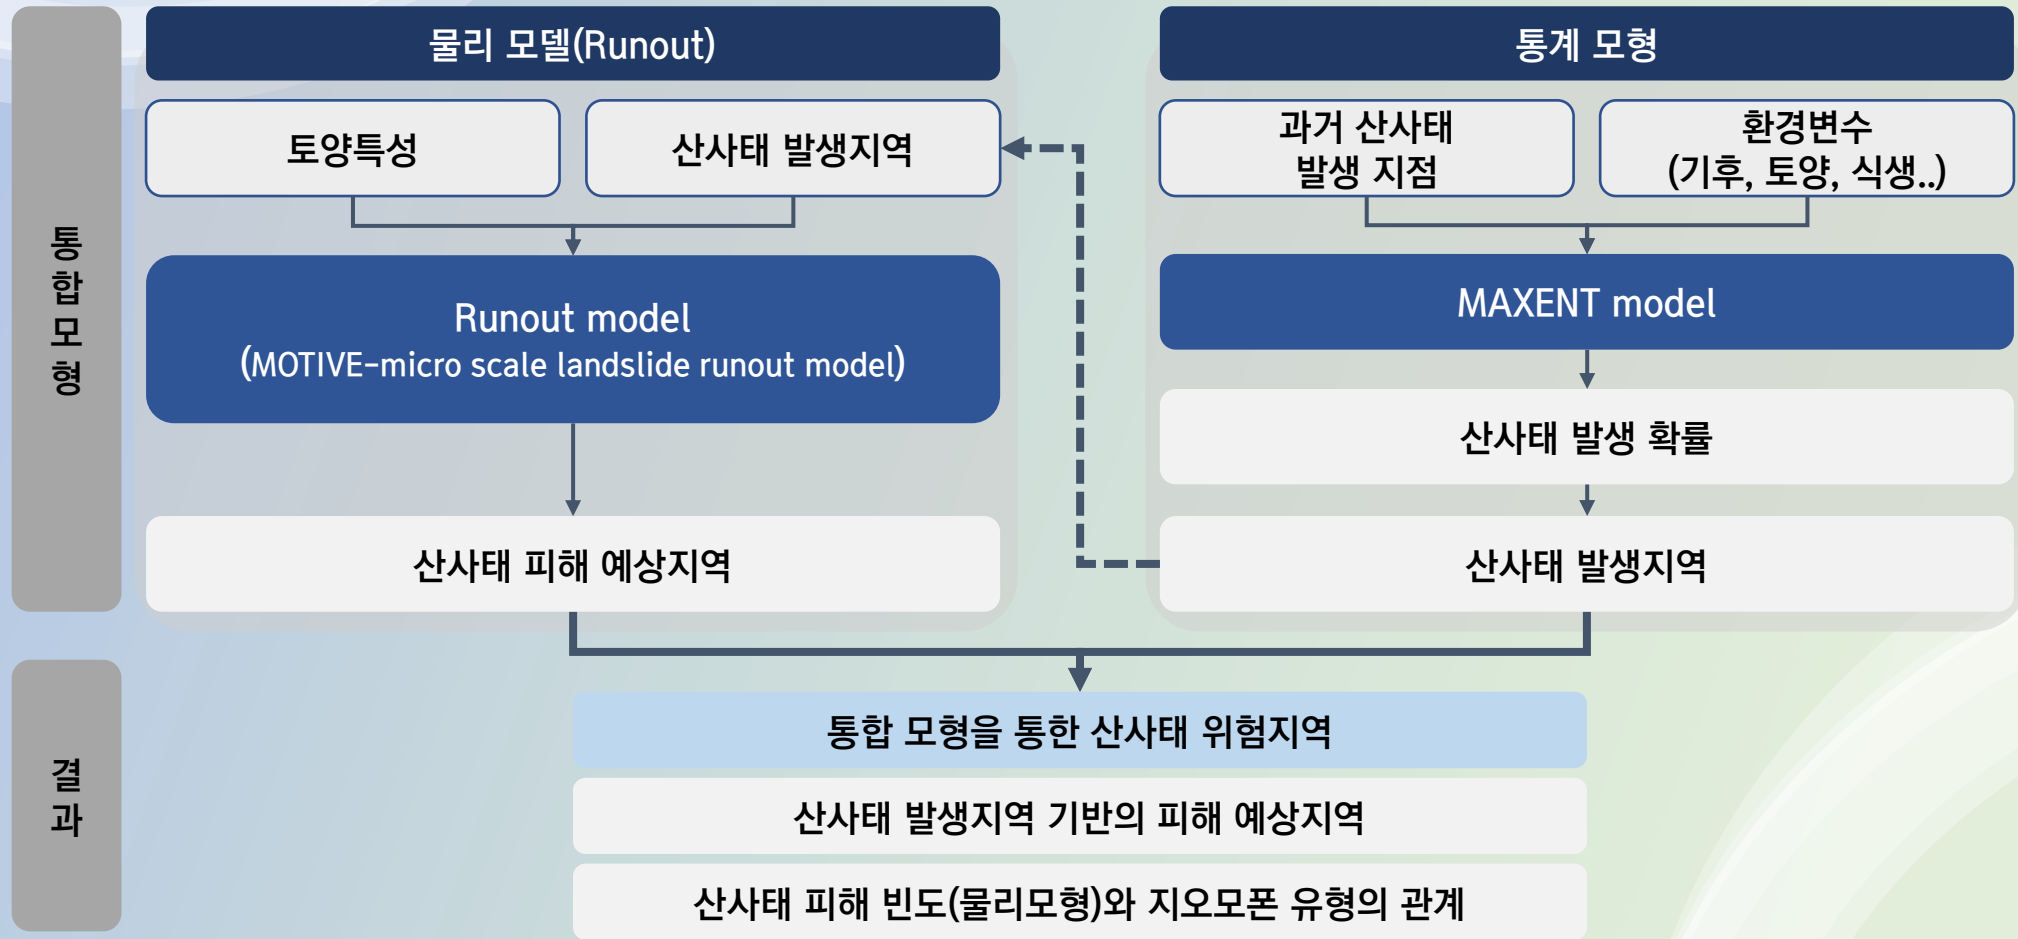 통합모형
물리 모델(Runout)
토양특성
산사태 발생지역
Runout model
(MOTIVE-micro scale landslide runout model)
산사태 피해 예상지역
통계 모형
과거 산사태
발생 지점
환경변수
(기후, 토양, 식생..)
MAXENT model
산사태 발생 확률
산사태 발생지역
결과
통합 모형을 통한 산사태 위험지역
산사태 발생지역 기반의 피해 예상지역
산사태 피해 빈도(물리모형)와 지오모폰 유형의 관계